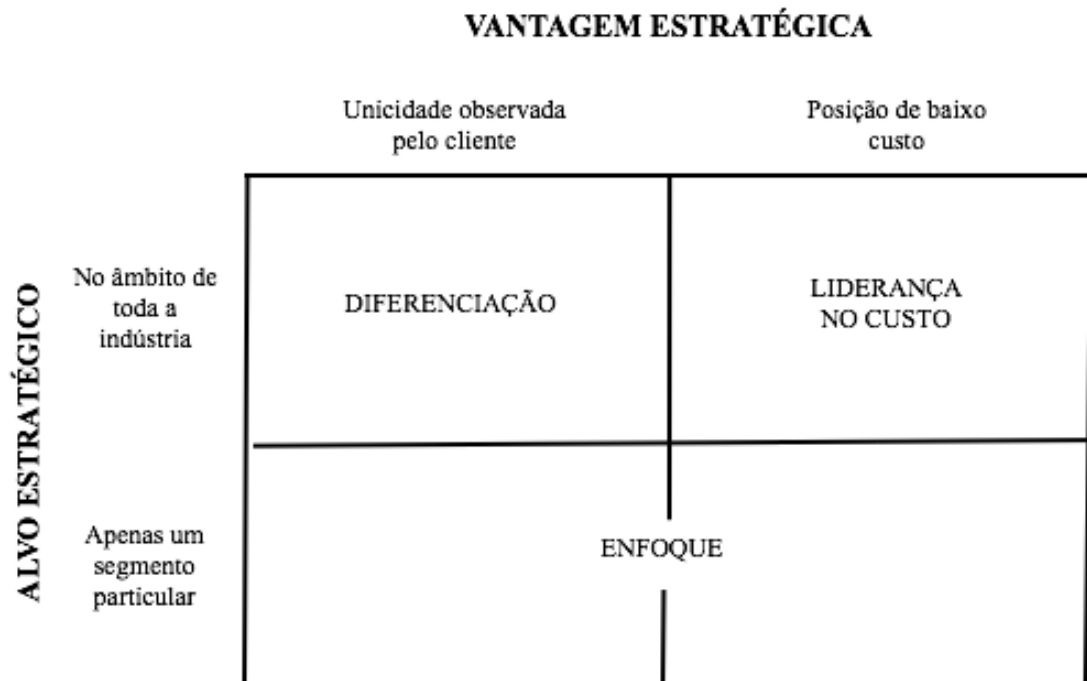 VANTAGEM ESTRATÉGICA
Unicidade observada
pelo cliente
Posição de baixo
custo
ALVO ESTRATÉGICO
No âmbito de
toda a
indústria
DIFERENCIAÇÃO
LIDERANÇA
NO CUSTO
Apenas um
segmento
particular
ENFOQUE